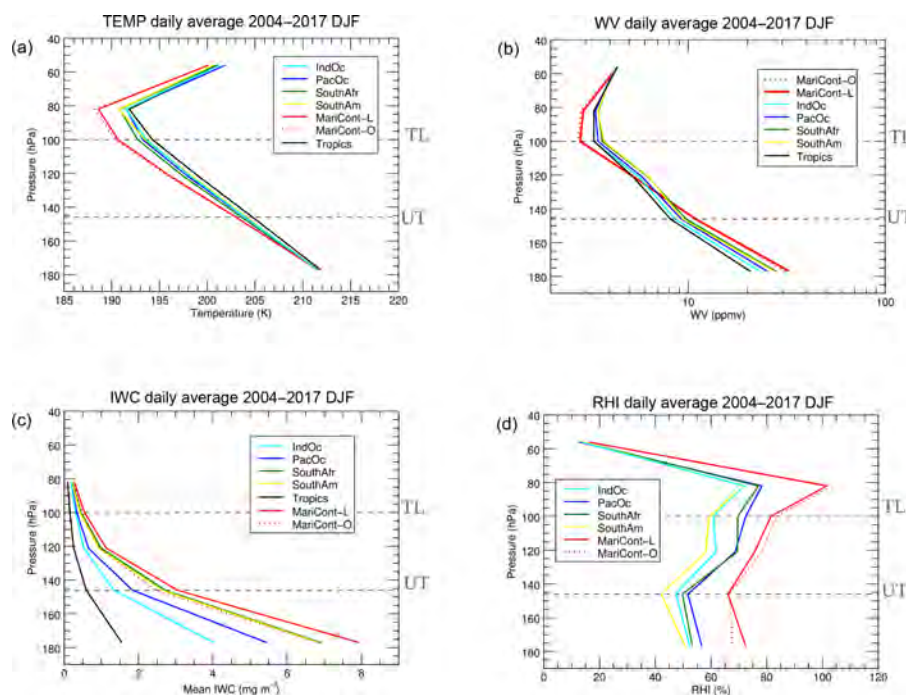 TEMP daily average 2004–2017 DJF
(a)
40
60
80
100
120
140
160
180
Pressure (hPa)
IndOc
PacOc
SouthAfr
SouthAm
MariCont-L
MariCont-O
Tropics
TL
UT
185 190 195 200 205 210 215 220
Temperature (K)
WV daily average 2004–2017 DJF
(b)
40
60
80
100
120
140
160
180
Pressure (hPa)
MariCont-O
MariCont-L
IndOc
PacOc
SouthAfr
SouthAm
Tropics
TL
UT
10 100
WV (ppmv)
IWC daily average 2004–2017 DJF
(c)
40
60
80
100
120
140
160
180
Pressure (hPa)
IndOc
PacOc
SouthAfr
SouthAm
Tropics
MariCont-L
MariCont-O
TL
UT
0 2 4 6 8
Mean IWC (mg m⁻³)
RHI daily average 2004–2017 DJF
(d)
40
60
80
100
120
140
160
180
Pressure (hPa)
IndOc
PacOc
SouthAfr
SouthAm
MariCont-L
MariCont-O
TL
UT
0 20 40 60 80 100 120
RHI (%)